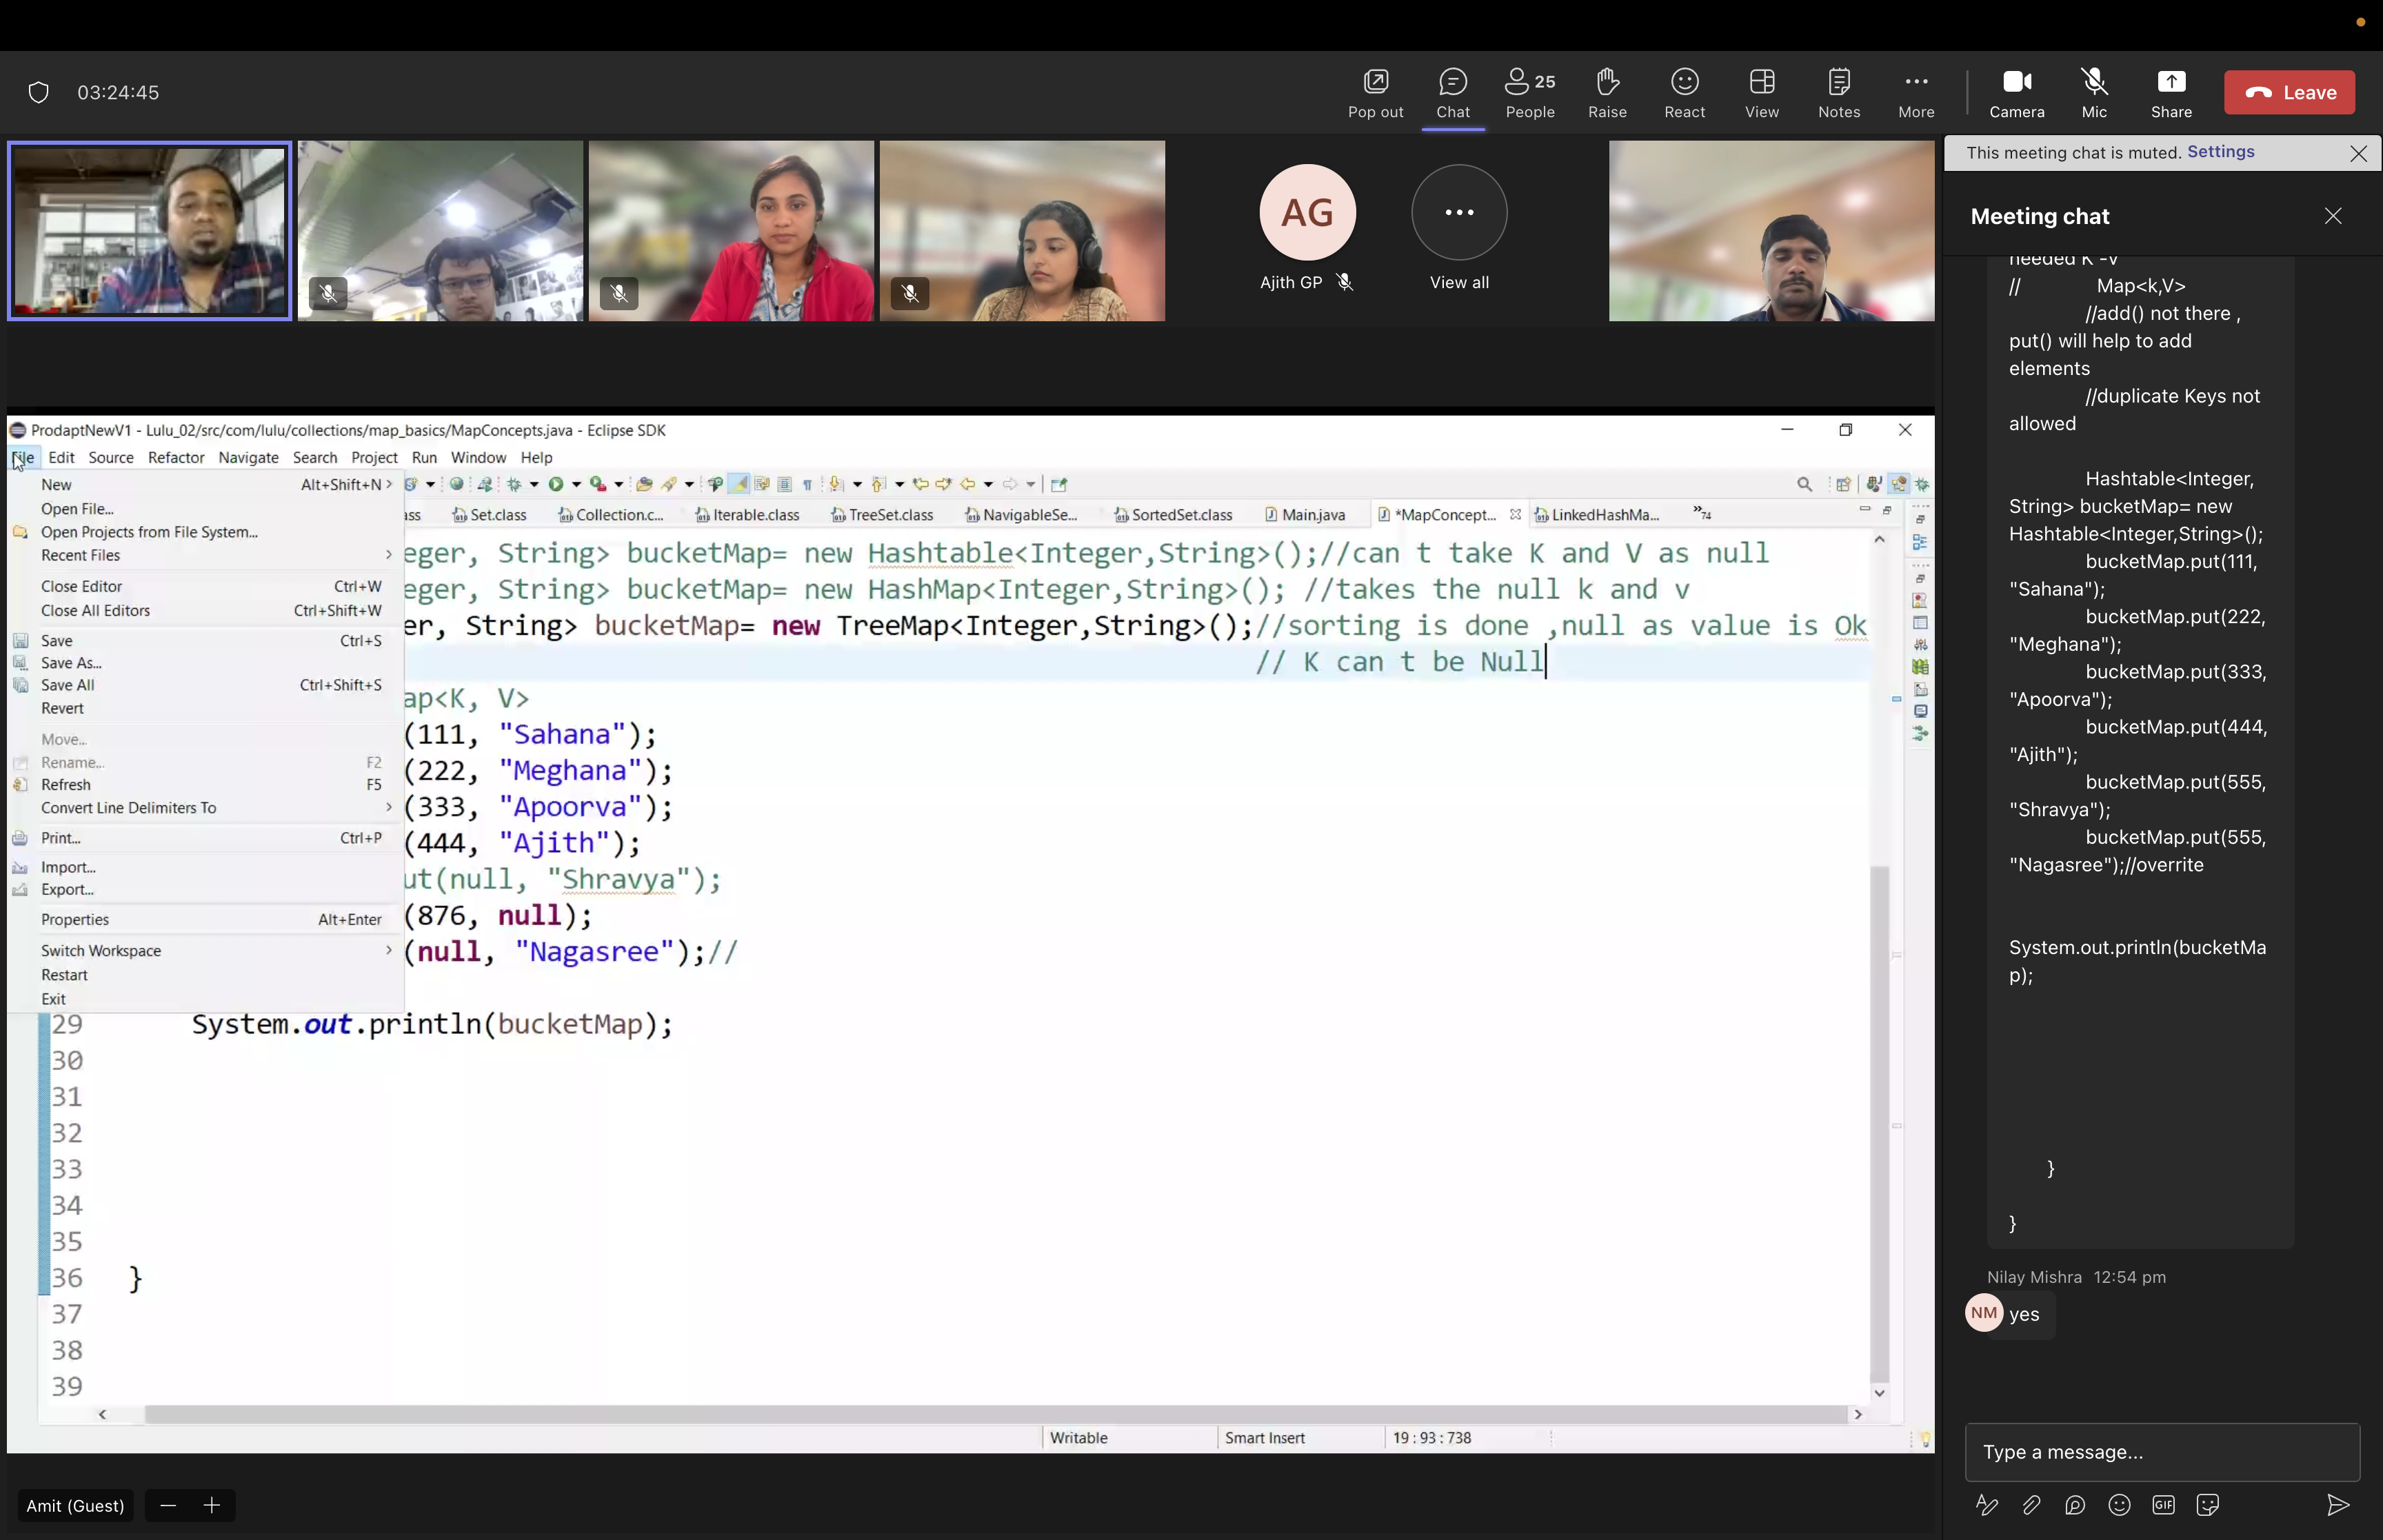 03:24:45
Pop out
Chat
25
People
Raise
React
View
Notes
More
Camera
Mic
Share
Leave
AG
Ajith GP
View all
This meeting chat is muted. Settings
Meeting chat
needed K -V
// Map<k,V>
//add() not there ,
put() will help to add
elements
//duplicate Keys not
allowed
Hashtable<Integer,
String> bucketMap= new
Hashtable<Integer,String>();
bucketMap.put(111,
"Sahana");
bucketMap.put(222,
"Meghana");
bucketMap.put(333,
"Apoorva");
bucketMap.put(444,
"Ajith");
bucketMap.put(555,
"Shravya");
bucketMap.put(555,
"Nagasree");//overrite
System.out.println(bucketMa
p);
}
}
Nilay Mishra 12:54 pm
NM
yes
Type a message...
GIF
ProdaptNewV1 - Lulu_02/src/com/lulu/collections/map_basics/MapConcepts.java - Eclipse SDK
File Edit Source Refactor Navigate Search Project Run Window Help
New Alt+Shift+N >
Open File...
Open Projects from File System...
Recent Files >
Close Editor Ctrl+W
Close All Editors Ctrl+Shift+W
Save Ctrl+S
Save As...
Save All Ctrl+Shift+S
Revert
Move...
Rename... F2
Refresh F5
Convert Line Delimiters To >
Print... Ctrl+P
Import...
Export...
Properties Alt+Enter
Switch Workspace >
Restart
Exit
ass Set.class Collection.c... Iterable.class TreeSet.class NavigableSe... SortedSet.class Main.java *MapConcept... LinkedHashMa... »74
eger, String> bucketMap= new Hashtable<Integer,String>();//can t take K and V as null
eger, String> bucketMap= new HashMap<Integer,String>(); //takes the null k and v
er, String> bucketMap= new TreeMap<Integer,String>();//sorting is done ,null as value is Ok
// K can t be Null
ap<K, V>
(111, "Sahana");
(222, "Meghana");
(333, "Apoorva");
(444, "Ajith");
ut(null, "Shravya");
(876, null);
(null, "Nagasree");//
29 System.out.println(bucketMap);
30
31
32
33
34
35
36 }
37
38
39
Writable
Smart Insert
19 : 93 : 738
Amit (Guest)